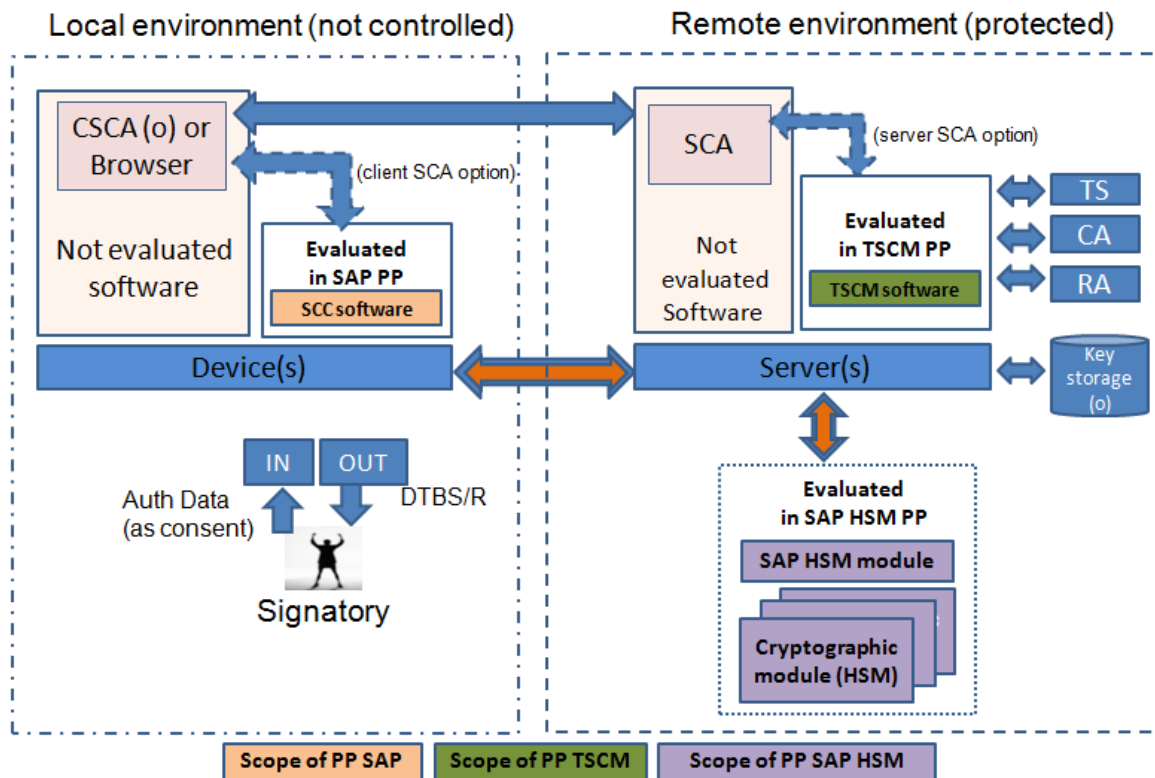 Local environment (not controlled)
Remote environment (protected)
CSCA (o) or
Browser
(client SCA option)
Not evaluated
software
Evaluated
in SAP PP
SCC software
SCA
(server SCA option)
Not
evaluated
Software
Evaluated
in TSCM PP
TSCM software
TS
CA
RA
Device(s)
Server(s)
Key
storage
(o)
IN
OUT
Auth Data
(as consent)
DTBS/R
Signatory
Evaluated
in SAP HSM PP
SAP HSM module
Cryptographic
module (HSM)
Scope of PP SAP
Scope of PP TSCM
Scope of PP SAP HSM